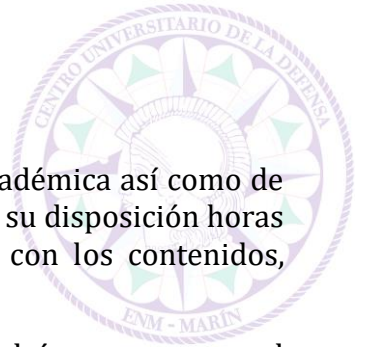 CENTRO UNIVERSITARIO DE LA DEFENSA
adémica así como de
su disposición horas
con los contenidos,
ENM - MARÍN